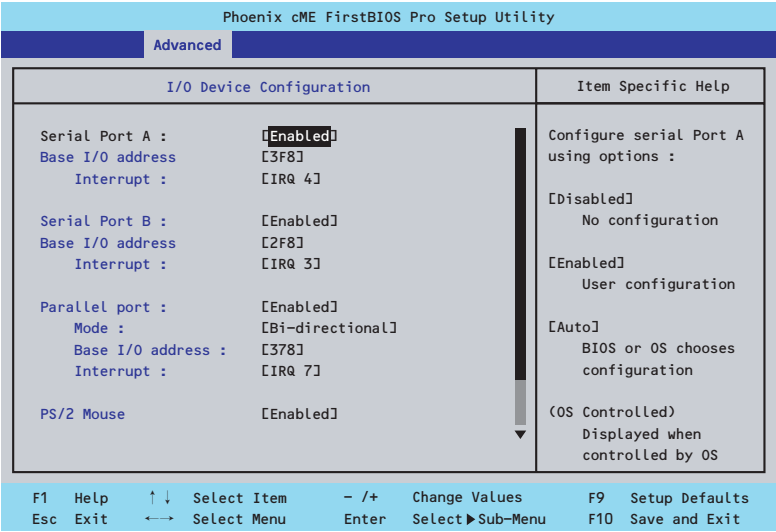 Phoenix cME FirstBIOS Pro Setup Utility
Advanced
I/O Device Configuration
Serial Port A : [Enabled]
Base I/O address [3F8]
Interrupt : [IRQ 4]
Serial Port B : [Enabled]
Base I/O address [2F8]
Interrupt : [IRQ 3]
Parallel port : [Enabled]
Mode : [Bi-directional]
Base I/O address : [378]
Interrupt : [IRQ 7]
PS/2 Mouse [Enabled]
Item Specific Help
Configure serial Port A
using options :
[Disabled]
No configuration
[Enabled]
User configuration
[Auto]
BIOS or OS chooses
configuration
(OS Controlled)
Displayed when
controlled by OS
F1 Help ↑↓ Select Item - /+ Change Values F9 Setup Defaults
Esc Exit ←→ Select Menu Enter Select▶Sub-Menu F10 Save and Exit